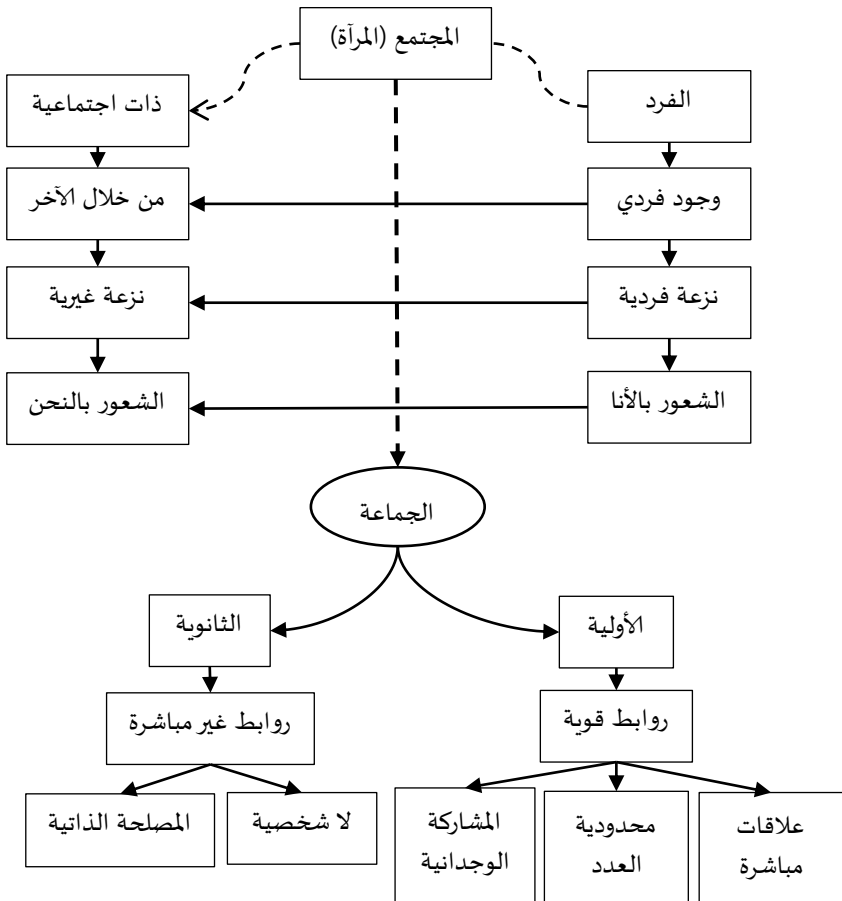 المجتمع (المرآة)
الفرد
ذات اجتماعية
وجود فردي
من خلال الآخر
نزعة فردية
نزعة غيرية
الشعور بالأنا
الشعور بالنحن
الجماعة
الأولية
الثانوية
روابط قوية
روابط غير مباشرة
علاقات
مباشرة
محدودية
العدد
المشاركة
الوجدانية
لا شخصية
المصلحة الذاتية